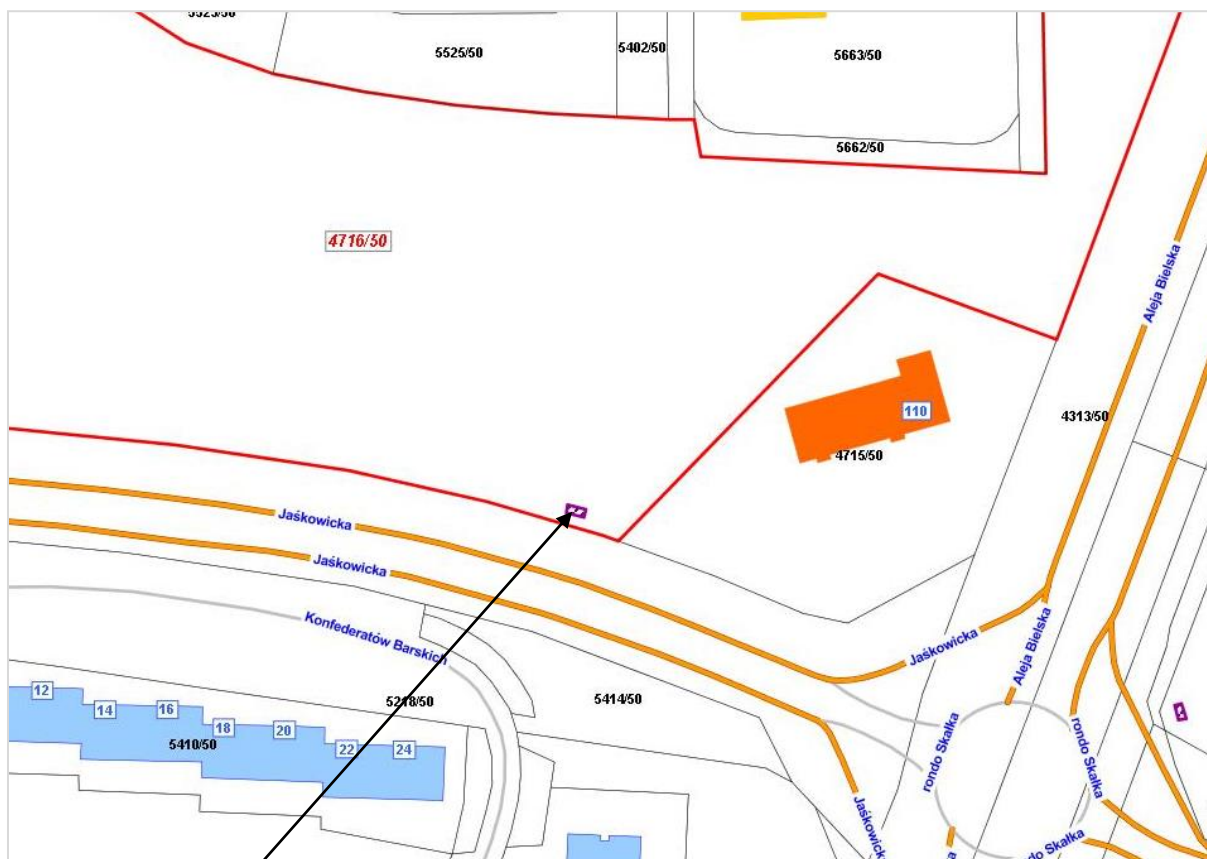 5523/50
5525/50
5402/50
5663/50
5662/50
4716/50
Aleja Bielska
110
4313/50
4715/50
Jaśkowicka
Jaśkowicka
Konfederatów Barskich
Jaśkowicka
Aleja Bielska
12
14
16
18
20
22
24
5218/50
5414/50
5410/50
rondo Skałka
rondo Skałka
Jaśkowicka
rondo Skałka